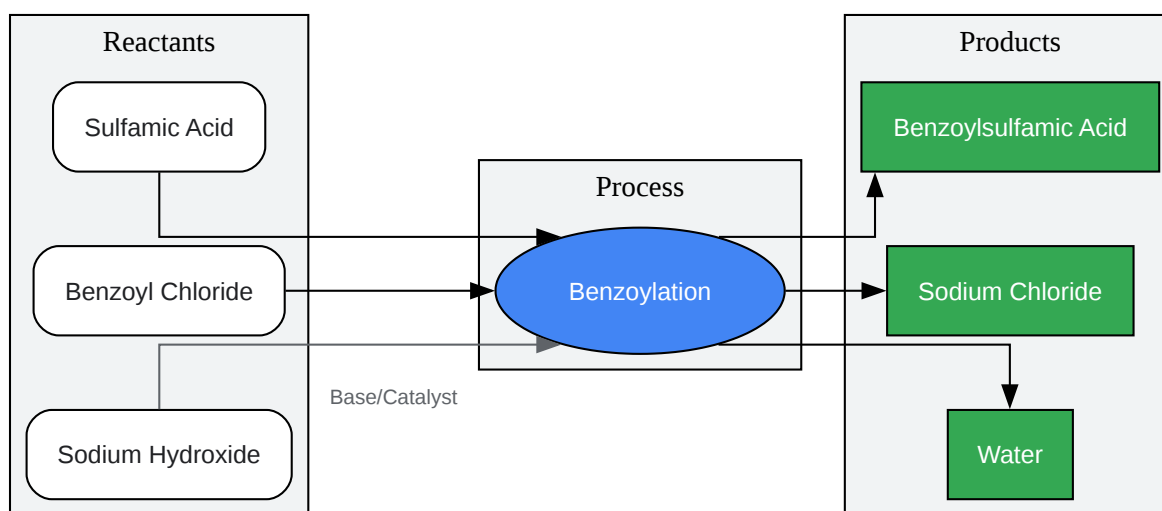 Reactants
Sulfamic Acid
Benzoyl Chloride
Sodium Hydroxide
Base/Catalyst
Process
Benzoylation
Products
Benzoylsulfamic Acid
Sodium Chloride
Water